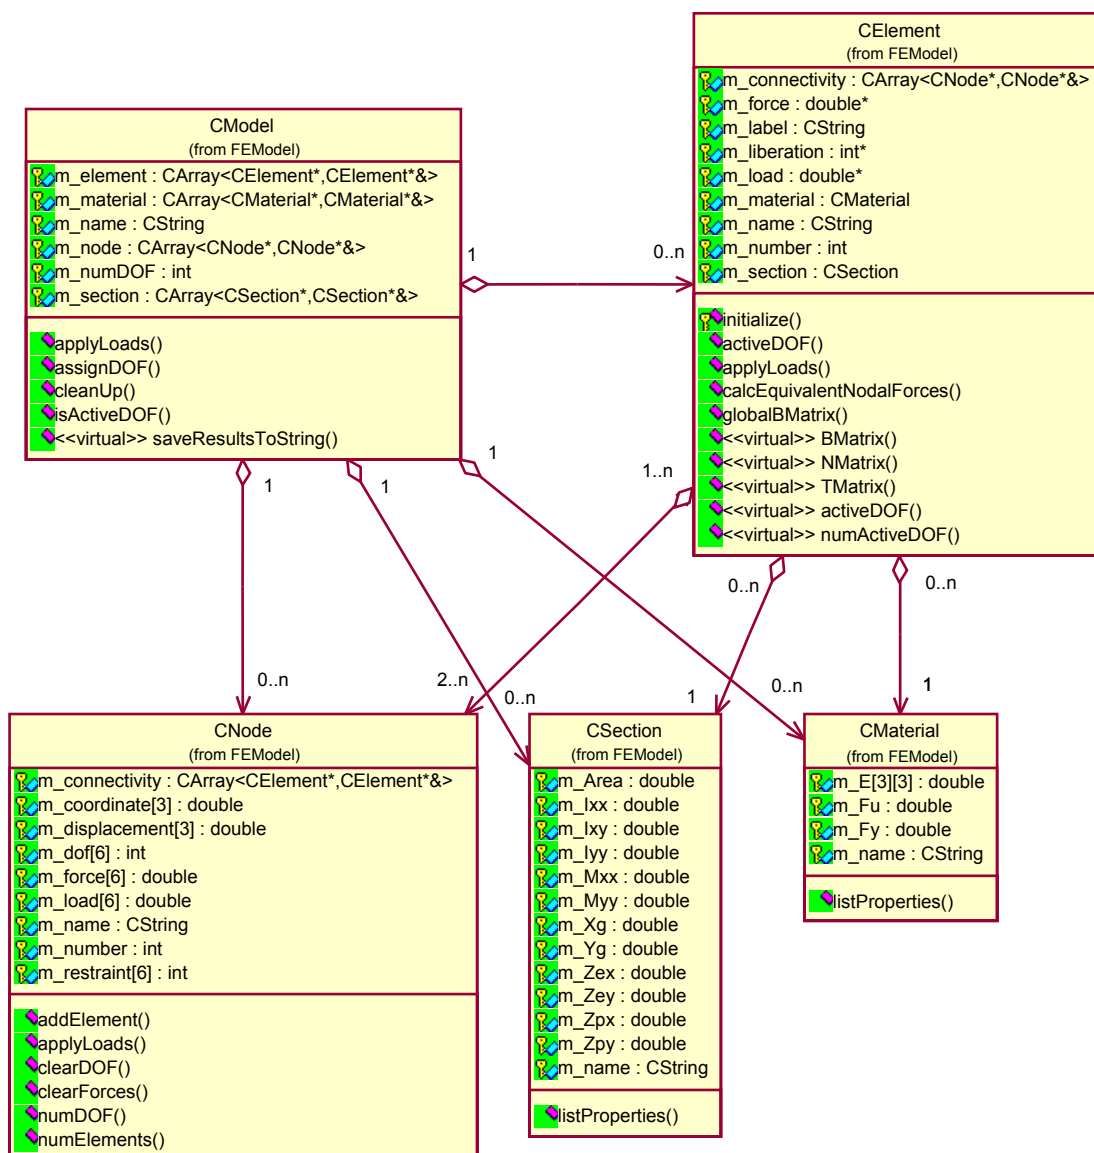 CElement
(from FEModel)
m_connectivity : CArray<CNode*,CNode*&>
m_force : double*
m_label : CString
m_liberation : int*
m_load : double*
m_material : CMaterial
m_name : CString
m_number : int
m_section : CSection
initialize()
activeDOF()
applyLoads()
calcEquivalentNodalForces()
globalBMatrix()
<<virtual>> BMatrix()
<<virtual>> NMatrix()
<<virtual>> TMatrix()
<<virtual>> activeDOF()
<<virtual>> numActiveDOF()
CModel
(from FEModel)
m_element : CArray<CElement*,CElement*&>
m_material : CArray<CMaterial*,CMaterial*&>
m_name : CString
m_node : CArray<CNode*,CNode*&>
m_numDOF : int
m_section : CArray<CSection*,CSection*&>
applyLoads()
assignDOF()
cleanUp()
isActiveDOF()
<<virtual>> saveResultsToString()
1
0..n
1
1
1
1..n
0..n
0..n
0..n
2..n
0..n
1
0..n
1
CNode
(from FEModel)
m_connectivity : CArray<CElement*,CElement*&>
m_coordinate[3] : double
m_displacement[3] : double
m_dof[6] : int
m_force[6] : double
m_load[6] : double
m_name : CString
m_number : int
m_restraint[6] : int
addElement()
applyLoads()
clearDOF()
clearForces()
numDOF()
numElements()
CSection
(from FEModel)
m_Area : double
m_Ixx : double
m_Ixy : double
m_Iyy : double
m_Mxx : double
m_Myy : double
m_Xg : double
m_Yg : double
m_Zex : double
m_Zey : double
m_Zpx : double
m_Zpy : double
m_name : CString
listProperties()
CMaterial
(from FEModel)
m_E[3][3] : double
m_Fu : double
m_Fy : double
m_name : CString
listProperties()